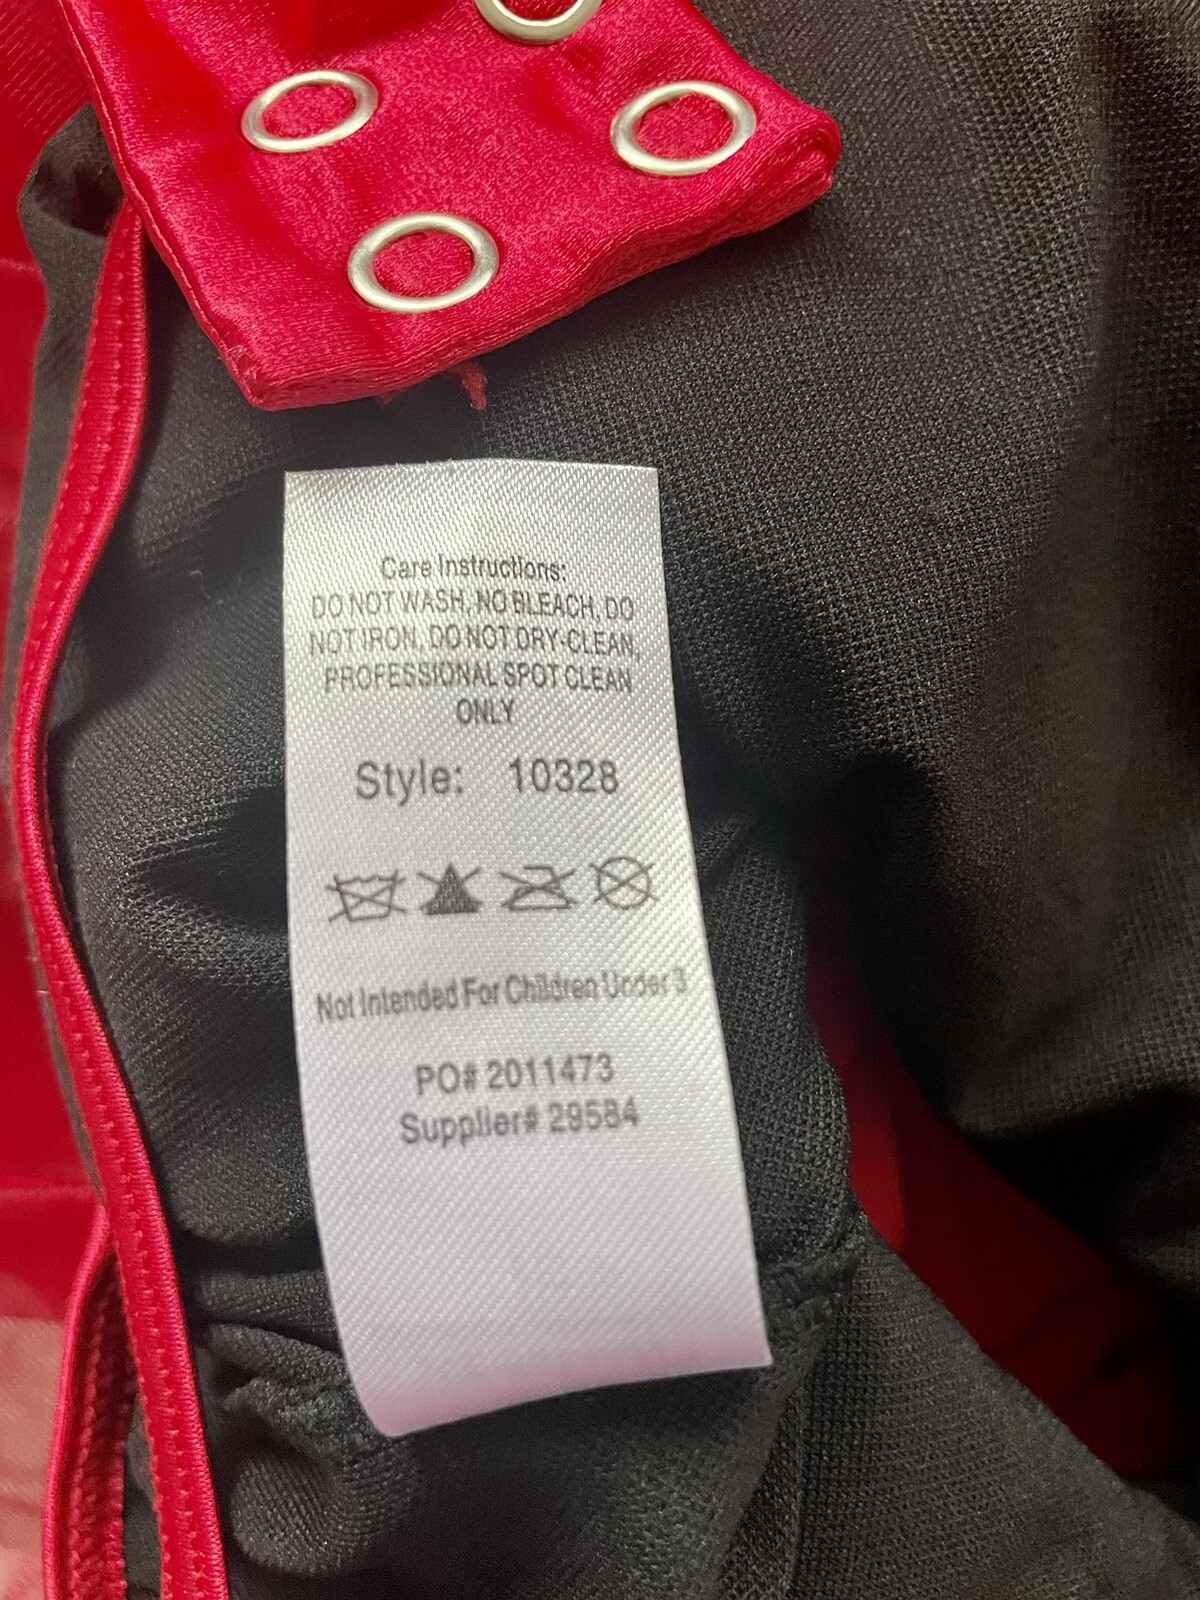 Care Instructions:
DO NOT WASH, NO BLEACH, DO
NOT IRON, DO NOT DRY-CLEAN,
PROFESSIONAL SPOT CLEAN
ONLY
Style: 10328
Not Intended For Children Under 3
PO# 2011473
Supplier# 29584